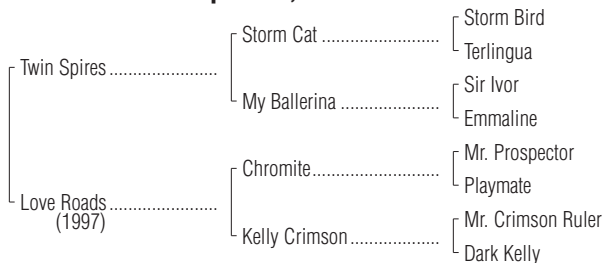 Storm Bird
Storm Cat
Terlingua
Twin Spires
Sir Ivor
My Ballerina
Emmaline
Mr. Prospector
Chromite
Playmate
Love Roads
(1997)
Mr. Crimson Ruler
Kelly Crimson
Dark Kelly